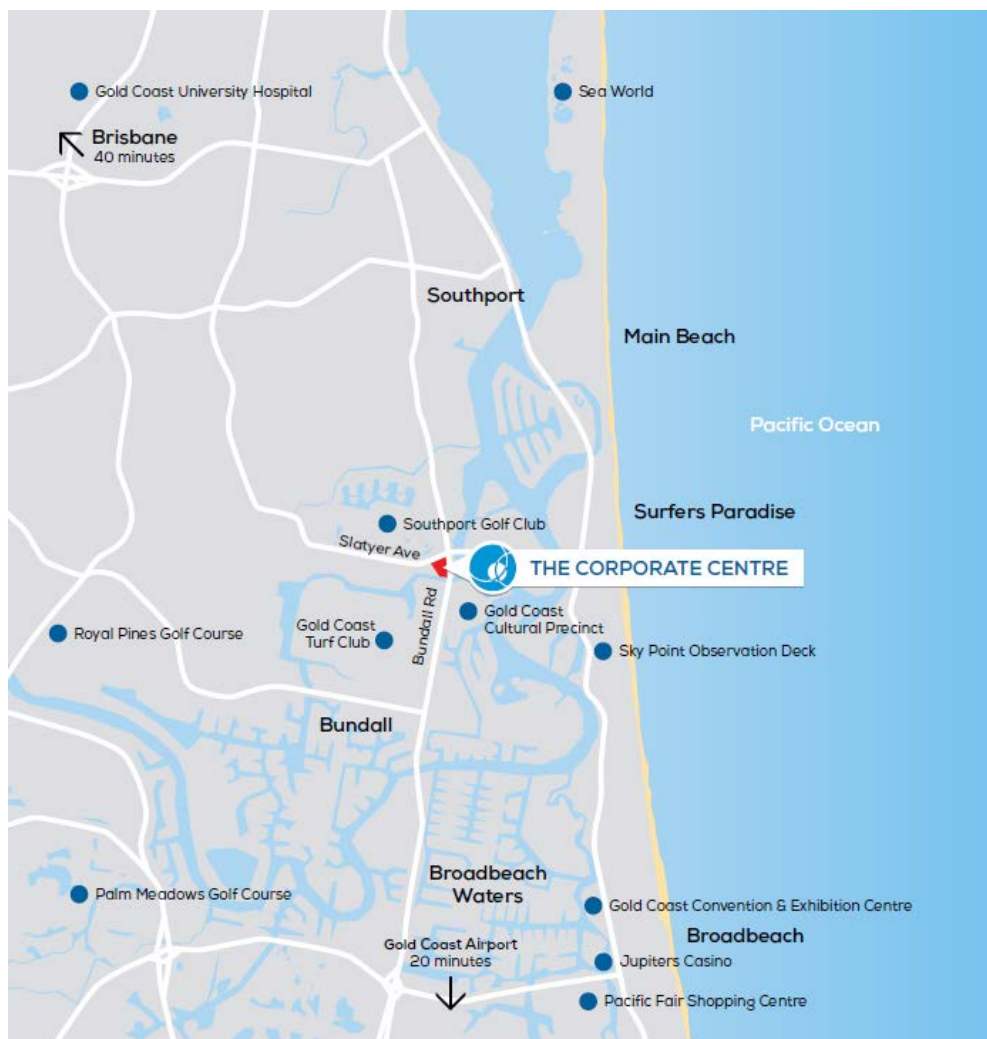 Gold Coast University Hospital
Sea World
Brisbane
40 minutes
Southport
Main Beach
Pacific Ocean
Surfers Paradise
Southport Golf Club
Slatyer Ave
THE CORPORATE CENTRE
Bundall Rd
Gold Coast
Cultural Precinct
Royal Pines Golf Course
Gold Coast
Turf Club
Sky Point Observation Deck
Bundall
Broadbeach
Waters
Palm Meadows Golf Course
Gold Coast Convention & Exhibition Centre
Broadbeach
Gold Coast Airport
20 minutes
Jupiters Casino
Pacific Fair Shopping Centre